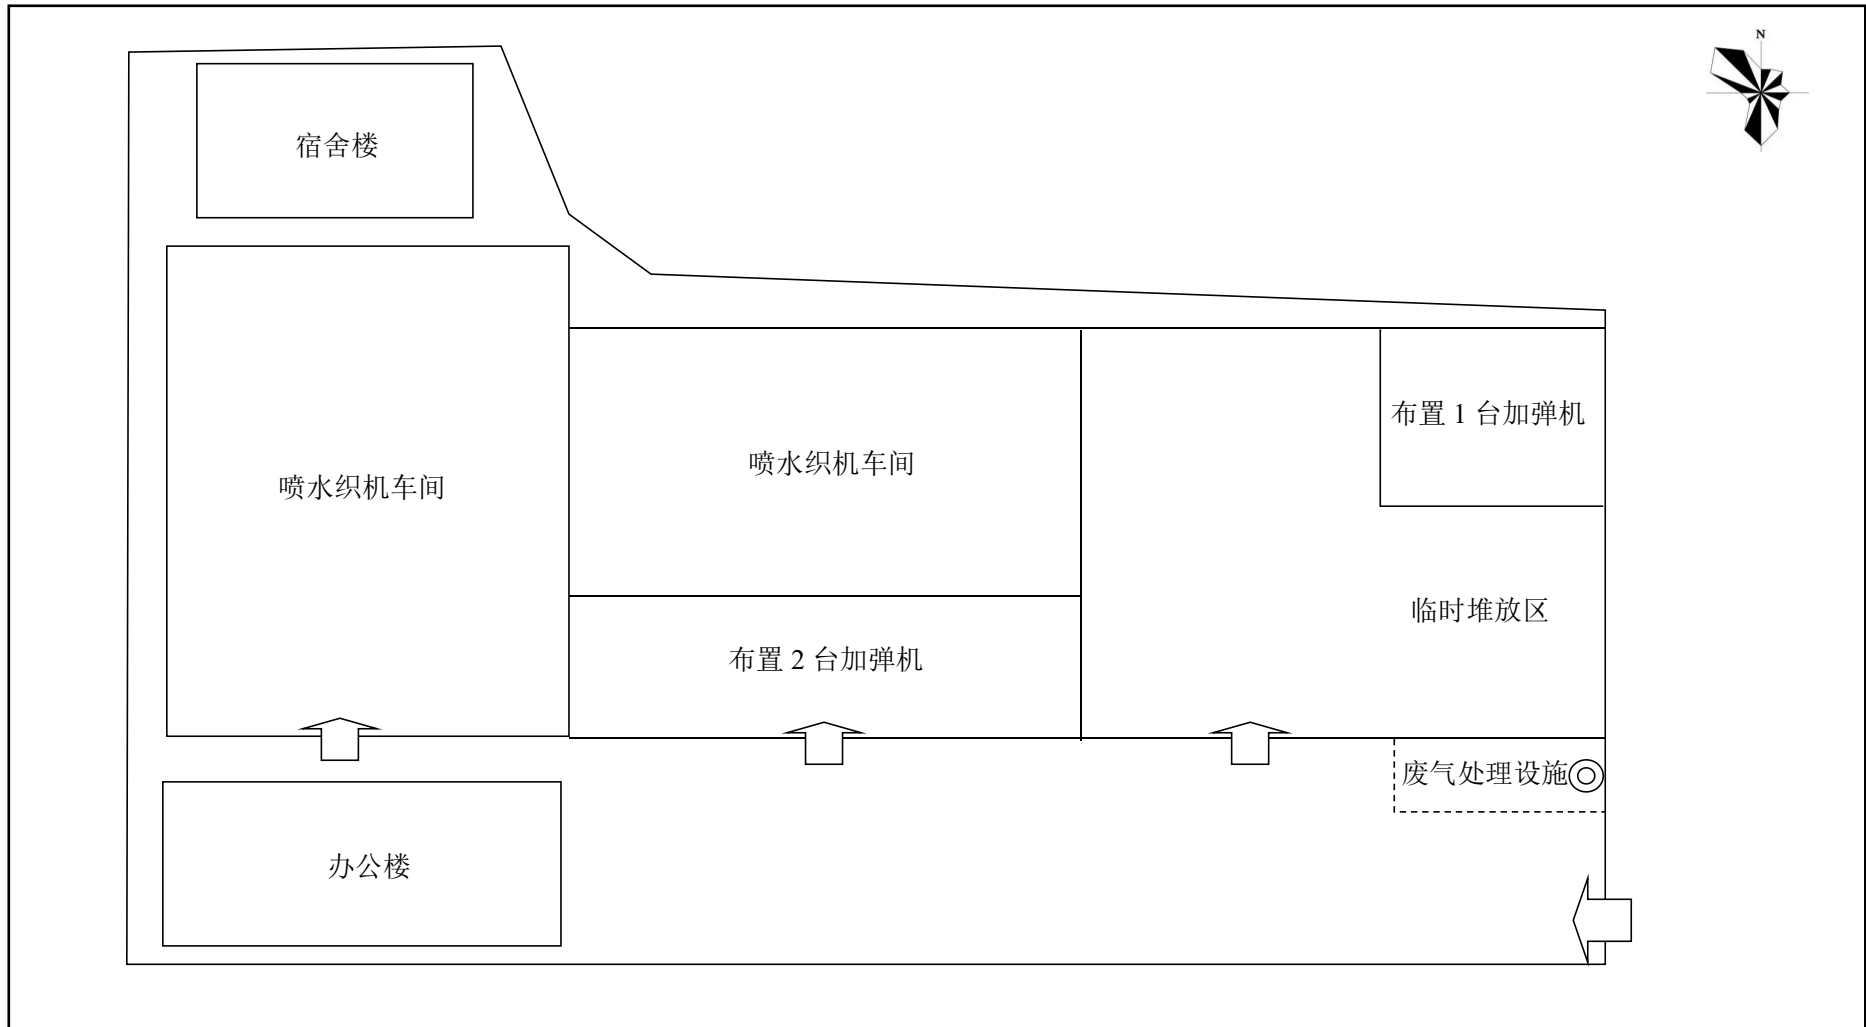 N
宿舍楼
布置 1 台加弹机
喷水织机车间
喷水织机车间
临时堆放区
布置 2 台加弹机
废气处理设施
办公楼